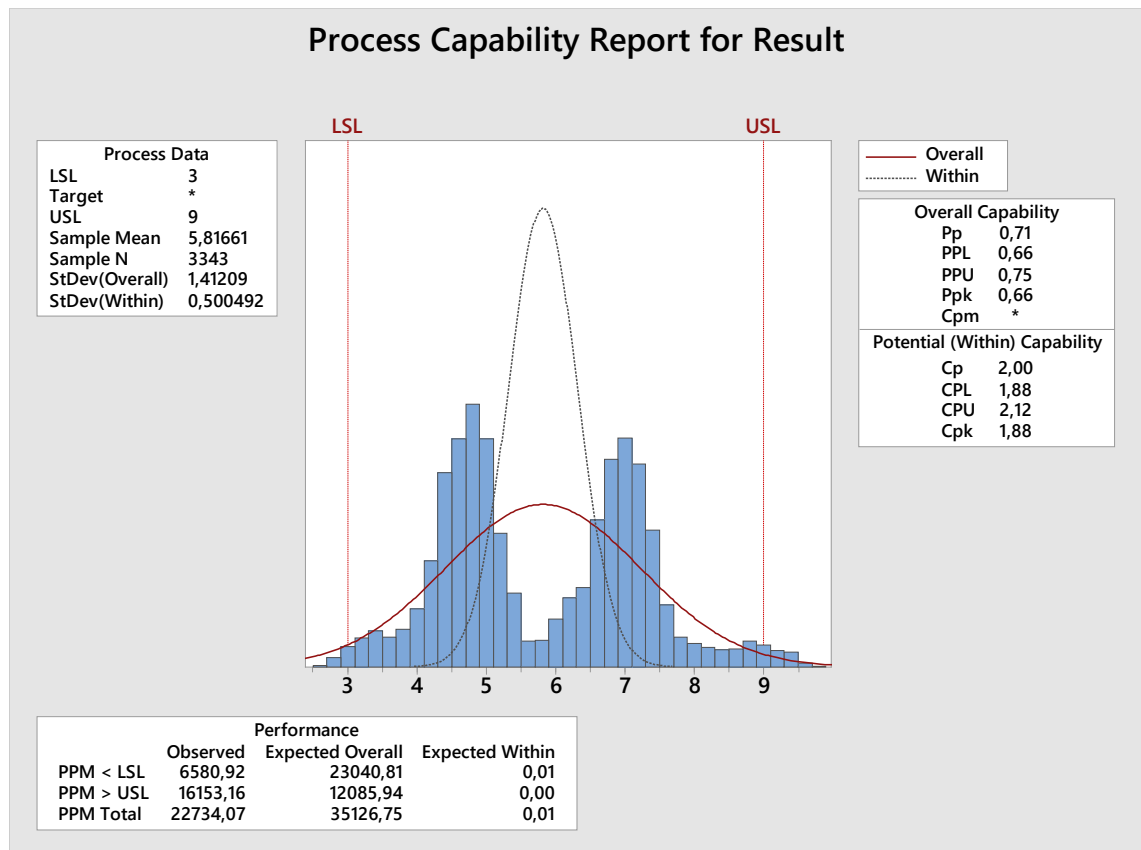 Process Capability Report for Result
LSL USL
Process Data
LSL 3
Target *
USL 9
Sample Mean 5,81661
Sample N 3343
StDev(Overall) 1,41209
StDev(Within) 0,500492
Overall
Within
Overall Capability
Pp 0,71
PPL 0,66
PPU 0,75
Ppk 0,66
Cpm *
Potential (Within) Capability
Cp 2,00
CPL 1,88
CPU 2,12
Cpk 1,88
3 4 5 6 7 8 9
Performance
Observed Expected Overall Expected Within
PPM < LSL 6580,92 23040,81 0,01
PPM > USL 16153,16 12085,94 0,00
PPM Total 22734,07 35126,75 0,01